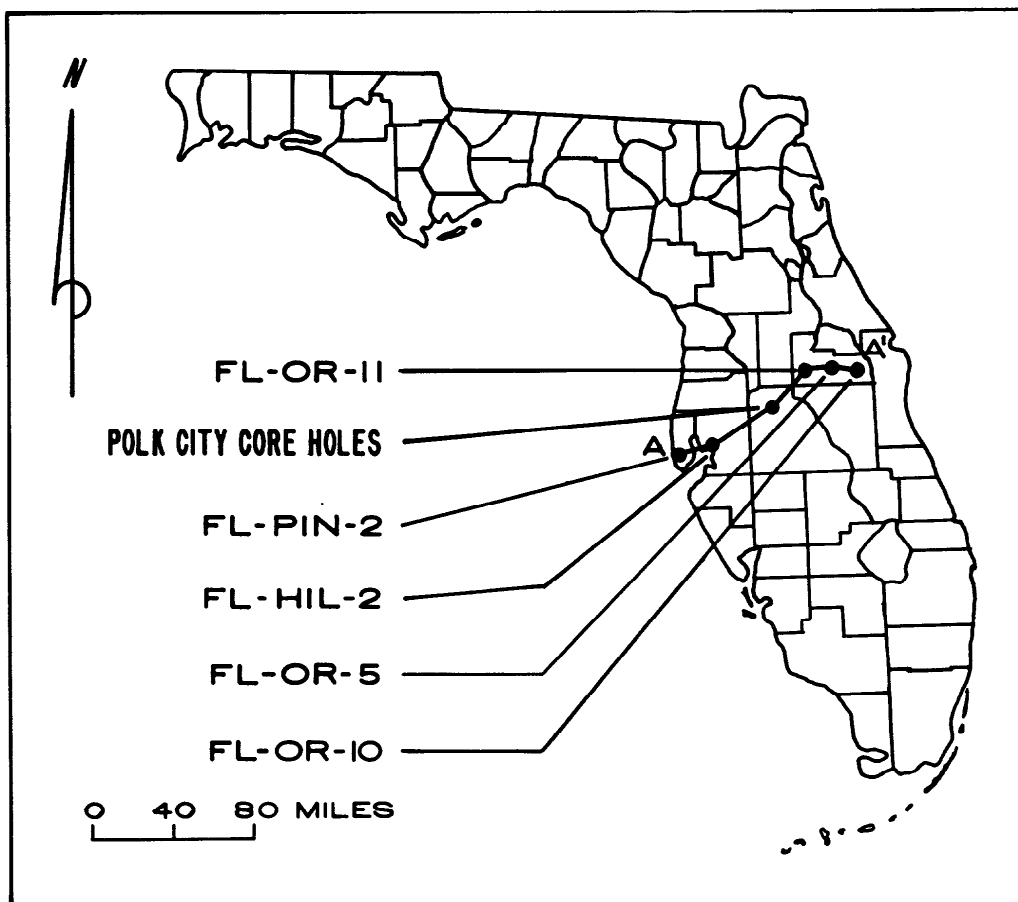 N
FL-OR-11
A'
POLK CITY CORE HOLES
A
FL-PIN-2
FL-HIL-2
FL-OR-5
FL-OR-10
0 40 80 MILES